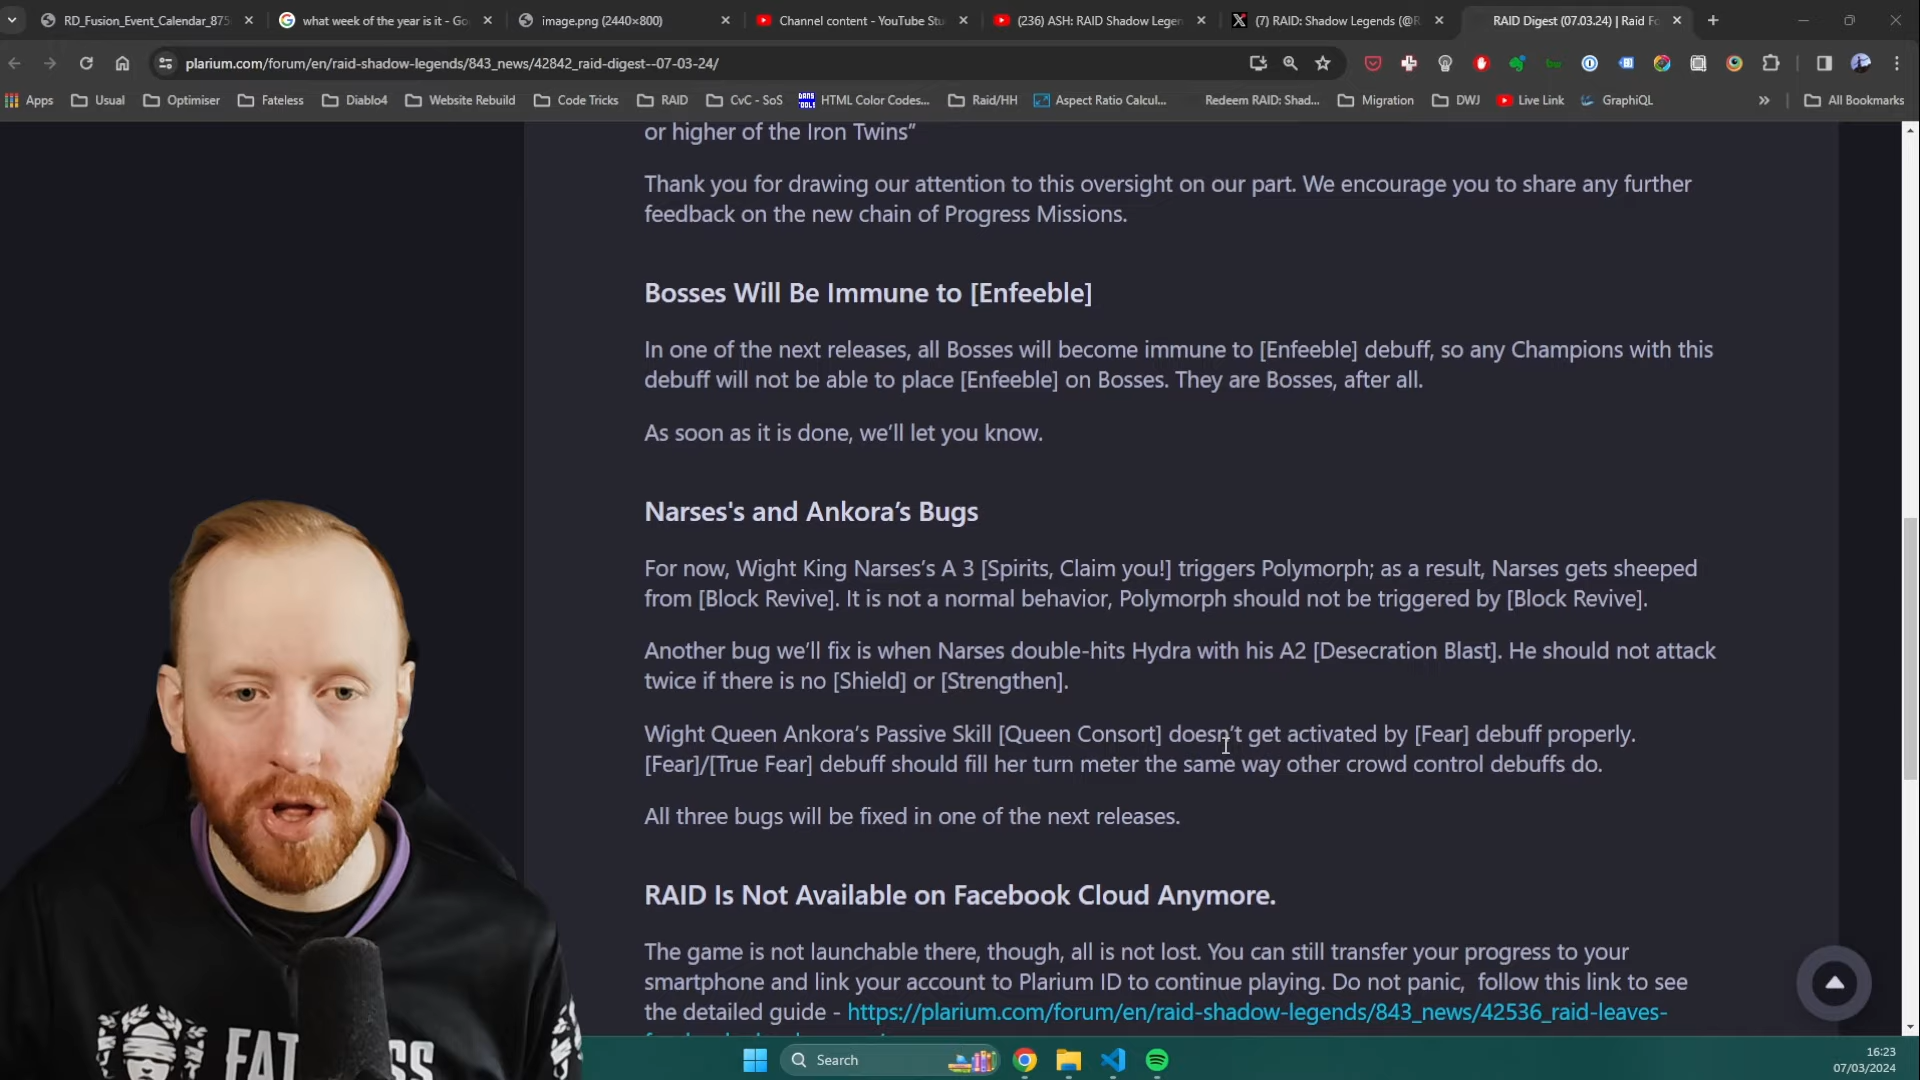 RD_Fusion_Event_Calendar_875
what week of the year is it - Go
image.png (2440×800)
Channel content - YouTube Stu
(236) ASH: RAID Shadow Legen
(7) RAID: Shadow Legends (@R
RAID Digest (07.03.24) | Raid Fo
plarium.com/forum/en/raid-shadow-legends/843_news/42842_raid-digest--07-03-24/
Apps
Usual
Optimiser
Fateless
Diablo4
Website Rebuild
Code Tricks
RAID
CvC - SoS
HTML Color Codes...
Raid/HH
Aspect Ratio Calcul...
Redeem RAID: Shad...
Migration
DWJ
Live Link
GraphiQL
All Bookmarks
or higher of the Iron Twins”
Thank you for drawing our attention to this oversight on our part. We encourage you to share any further
feedback on the new chain of Progress Missions.
Bosses Will Be Immune to [Enfeeble]
In one of the next releases, all Bosses will become immune to [Enfeeble] debuff, so any Champions with this
debuff will not be able to place [Enfeeble] on Bosses. They are Bosses, after all.
As soon as it is done, we’ll let you know.
Narses's and Ankora’s Bugs
For now, Wight King Narses’s A 3 [Spirits, Claim you!] triggers Polymorph; as a result, Narses gets sheeped
from [Block Revive]. It is not a normal behavior, Polymorph should not be triggered by [Block Revive].
Another bug we’ll fix is when Narses double-hits Hydra with his A2 [Desecration Blast]. He should not attack
twice if there is no [Shield] or [Strengthen].
Wight Queen Ankora’s Passive Skill [Queen Consort] doesn’t get activated by [Fear] debuff properly.
[Fear]/[True Fear] debuff should fill her turn meter the same way other crowd control debuffs do.
All three bugs will be fixed in one of the next releases.
RAID Is Not Available on Facebook Cloud Anymore.
The game is not launchable there, though, all is not lost. You can still transfer your progress to your
smartphone and link your account to Plarium ID to continue playing. Do not panic,  follow this link to see
the detailed guide - https://plarium.com/forum/en/raid-shadow-legends/843_news/42536_raid-leaves-
Search
16:23
07/03/2024